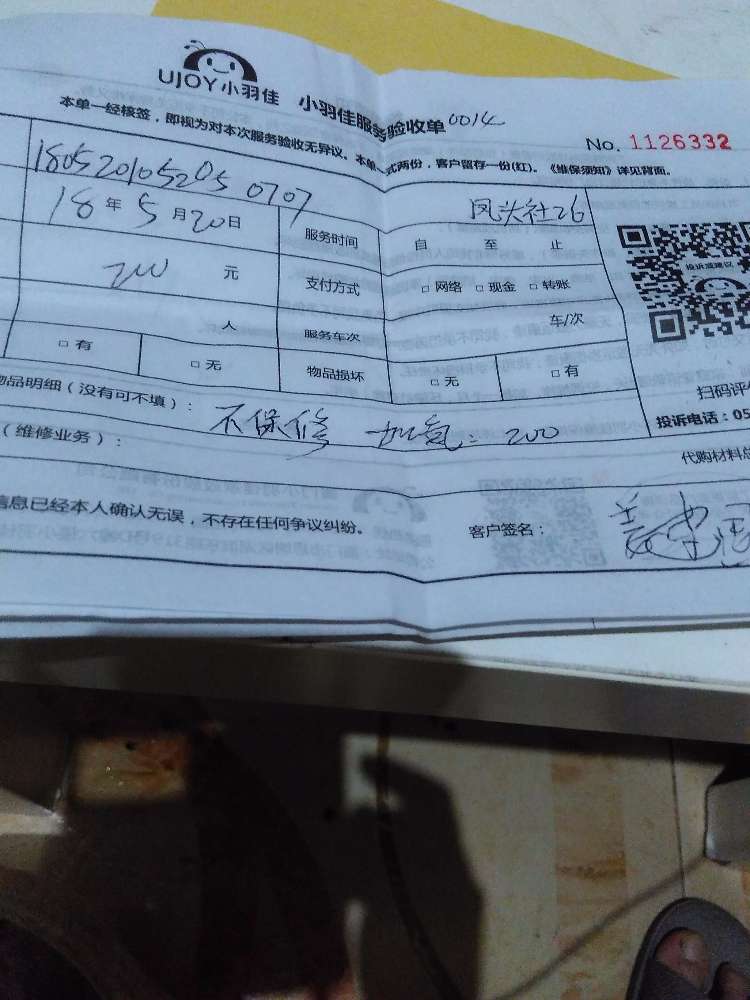 UJOY小羽佳 小羽佳服务验收单 0014
本单一经核签，即视为对本次服务验收无异议。本单一式两份，客户留存一份(红)。《维保须知》详见背面。
No. 1126332
180520105205 0707
凤头社26
18年5月20日 服务时间 自 至 止
200 元 支付方式 □网络 □现金 □转账
人 服务车次 车/次
□有 □无 物品损坏 □无 □有
扫码评价
投诉电话：05
物品明细（没有可不填）：不保修 加氟：200
（维修业务）：
代购材料总
信息已经本人确认无误，不存在任何争议纠纷。 客户签名：